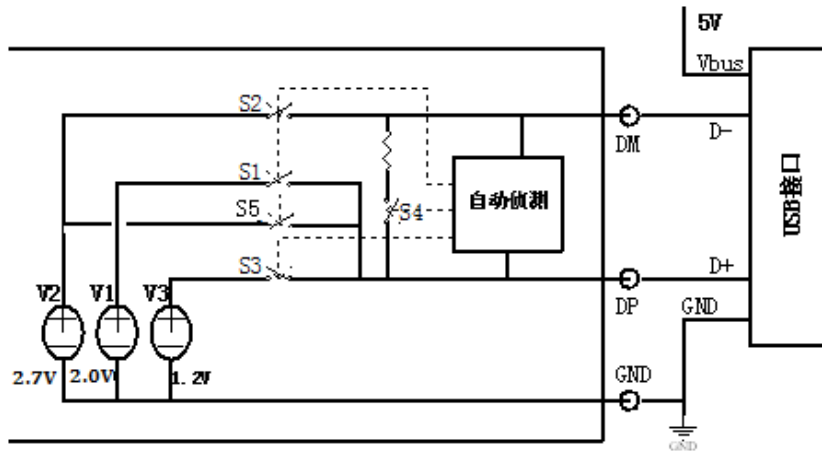 5V
Vbus
S2
DM
D-
S1
自动侦测
S5
S4
USB接口
S3
D+
V2
V1
V3
DP
GND
2.7V
2.0V
1.2V
GND
GND